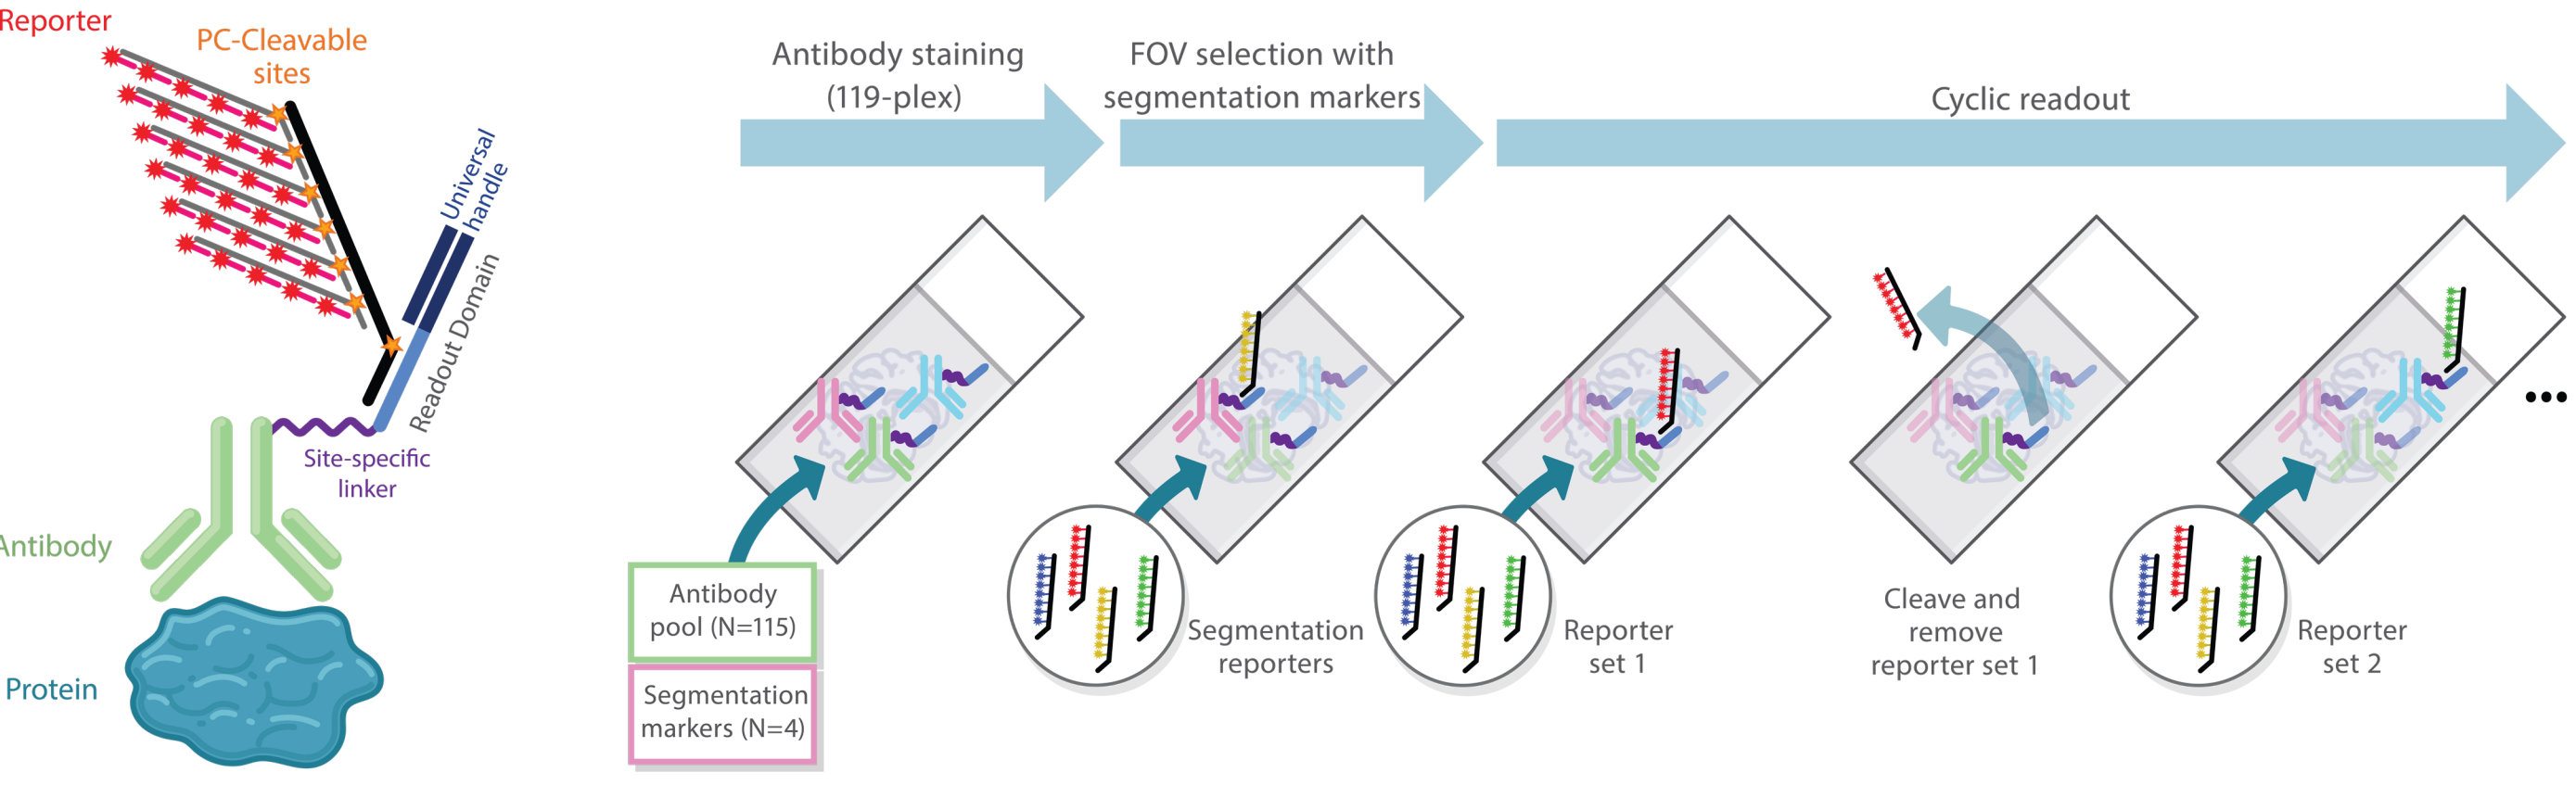 Reporter
PC-Cleavable
sites
Universal
handle
Readout Domain
Site-specific
linker
Antibody
Protein
Antibody staining
(119-plex)
FOV selection with
segmentation markers
Cyclic readout
Antibody
pool (N=115)
Segmentation
markers (N=4)
Segmentation
reporters
Reporter
set 1
Cleave and
remove
reporter set 1
Reporter
set 2
...